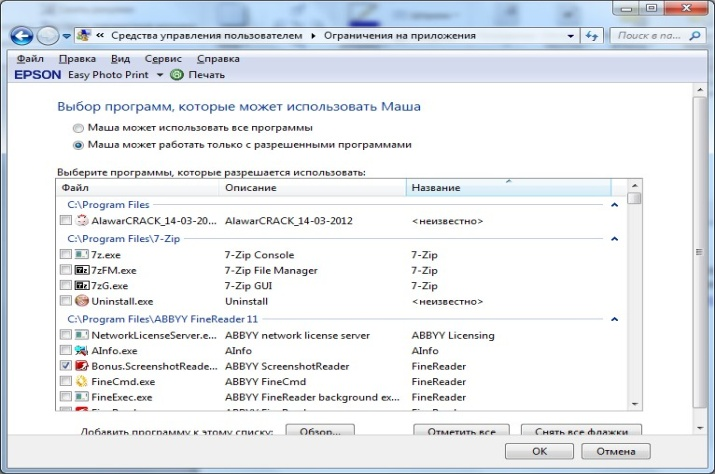 Средства управления пользователем ▸ Ограничения на приложения Поиск в па...
Файл Правка Вид Сервис Справка
EPSON Easy Photo Print Печать
Выбор программ, которые может использовать Маша
Маша может использовать все программы
Маша может работать только с разрешенными программами
Выберите программы, которые разрешается использовать:
Файл Описание Название
C:\Program Files
AlawarCRACK_14-03-20... AlawarCRACK_14-03-2012 <неизвестно>
C:\Program Files\7-Zip
7z.exe 7-Zip Console 7-Zip
7zFM.exe 7-Zip File Manager 7-Zip
7zG.exe 7-Zip GUI 7-Zip
Uninstall.exe Uninstall <неизвестно>
C:\Program Files\ABBYY FineReader 11
NetworkLicenseServer.e... ABBYY network license server ABBYY Licensing
AInfo.exe AInfo AInfo
Bonus.ScreenshotReade... ABBYY ScreenshotReader FineReader
FineCmd.exe ABBYY FineCmd FineReader
FineExec.exe ABBYY FineReader background ex... FineReader
Добавить программу к этому списку: Обзор... Отметить все Снять все флажки
ОК Отмена